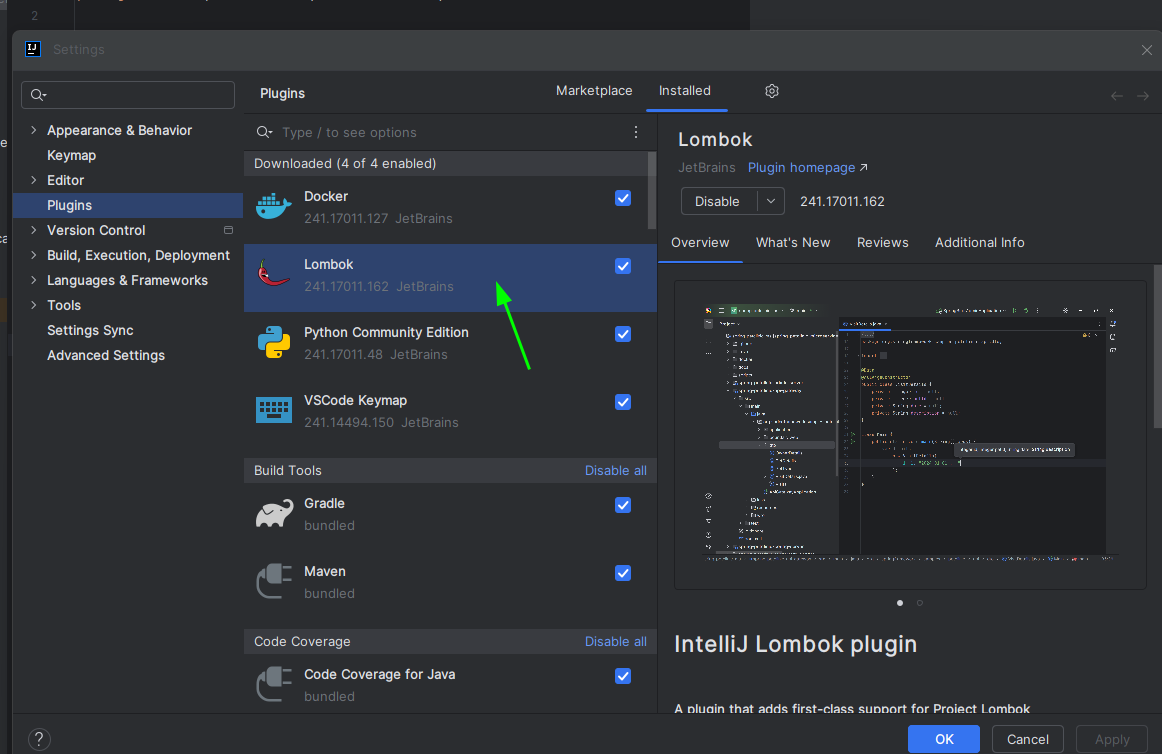 2
IJ
Settings
Plugins
Marketplace
Installed
Appearance & Behavior
Keymap
Editor
Plugins
Version Control
Build, Execution, Deployment
Languages & Frameworks
Tools
Settings Sync
Advanced Settings
Type / to see options
Downloaded (4 of 4 enabled)
Docker
241.17011.127 JetBrains
Lombok
241.17011.162 JetBrains
Python Community Edition
241.17011.48 JetBrains
VSCode Keymap
241.14494.150 JetBrains
Build Tools Disable all
Gradle
bundled
Maven
bundled
Code Coverage Disable all
Code Coverage for Java
bundled
Lombok
JetBrains Plugin homepage ↗
Disable 241.17011.162
Overview What's New Reviews Additional Info
IntelliJ Lombok plugin
A plugin that adds first-class support for Project Lombok
?
OK Cancel Apply